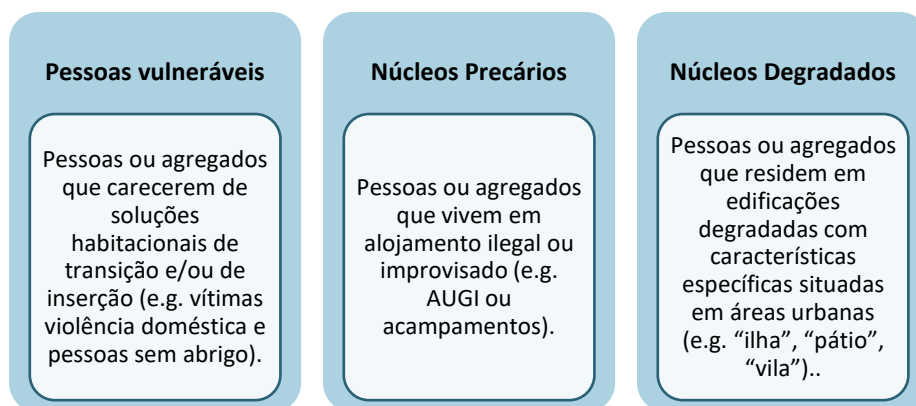 Pessoas vulneráveis
Pessoas ou agregados
que carecerem de
soluções
habitacionais de
transição e/ou de
inserção (e.g. vítimas
violência doméstica e
pessoas sem abrigo).
Núcleos Precários
Pessoas ou agregados
que vivem em
alojamento ilegal ou
improvisado (e.g.
AUGI ou
acampamentos).
Núcleos Degradados
Pessoas ou agregados
que residem em
edificações
degradadas com
características
específicas situadas
em áreas urbanas
(e.g. “ilha”, “pátio”,
“vila”)..